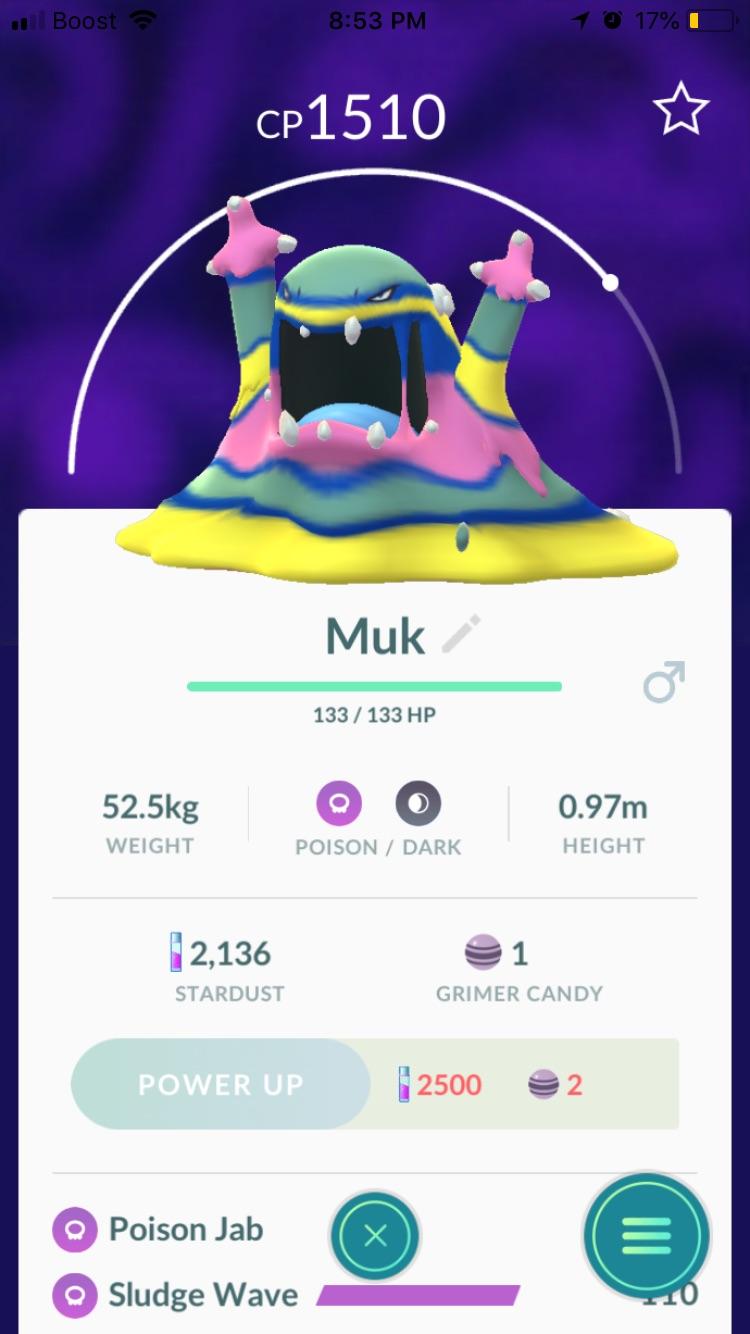 Boost 8:53 PM 17%
CP1510
Muk
133 / 133 HP
52.5kg POISON / DARK 0.97m
WEIGHT HEIGHT
2,136 1
STARDUST GRIMER CANDY
POWER UP 2500 2
Poison Jab
Sludge Wave 110